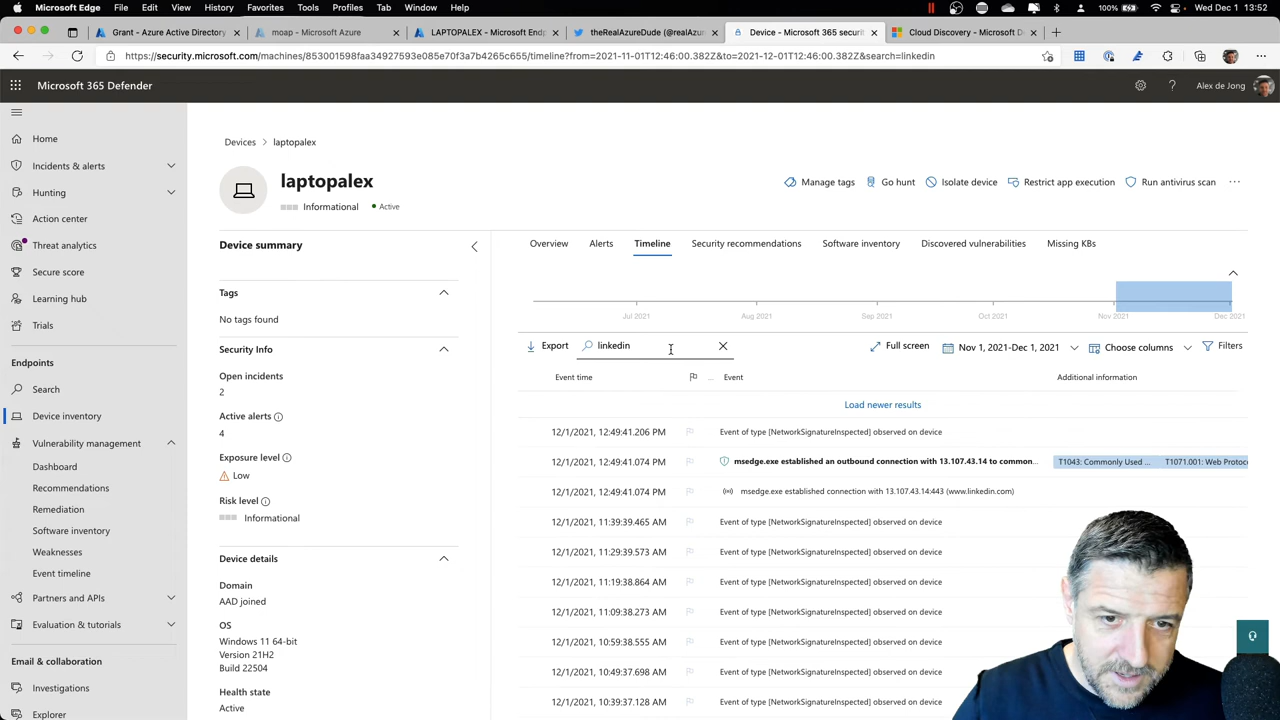 Microsoft Edge File Edit View History Favorites Tools Profiles Tab Window Help 100% Wed Dec 1 13:52
Grant - Azure Active Directory
moap - Microsoft Azure
LAPTOPALEX - Microsoft Endp
theRealAzureDude (@realAzur
Device - Microsoft 365 securit
Cloud Discovery - Microsoft D
https://security.microsoft.com/machines/853001598faa34927593e085e70f3a7b4265c655/timeline?from=2021-11-01T12:46:00.382Z&to=2021-12-01T12:46:00.382Z&search=linkedin
Microsoft 365 Defender
Alex de Jong
Home
Incidents & alerts
Hunting
Action center
Threat analytics
Secure score
Learning hub
Trials
Endpoints
Search
Device inventory
Vulnerability management
Dashboard
Recommendations
Remediation
Software inventory
Weaknesses
Event timeline
Partners and APIs
Evaluation & tutorials
Email & collaboration
Investigations
Explorer
Devices > laptopalex
laptopalex
Informational Active
Manage tags Go hunt Isolate device Restrict app execution Run antivirus scan ...
Device summary
Tags
No tags found
Security Info
Open incidents
2
Active alerts
4
Exposure level
Low
Risk level
Informational
Device details
Domain
AAD joined
OS
Windows 11 64-bit
Version 21H2
Build 22504
Health state
Active
Overview Alerts Timeline Security recommendations Software inventory Discovered vulnerabilities Missing KBs
Jul 2021 Aug 2021 Sep 2021 Oct 2021 Nov 2021 Dec 2021
Export linkedin Full screen Nov 1, 2021-Dec 1, 2021 Choose columns Filters
Event time ... Event Additional information
Load newer results
12/1/2021, 12:49:41.206 PM Event of type [NetworkSignatureInspected] observed on device
12/1/2021, 12:49:41.074 PM msedge.exe established an outbound connection with 13.107.43.14 to common... T1043: Commonly Used ... T1071.001: Web Protoc
12/1/2021, 12:49:41.074 PM msedge.exe established connection with 13.107.43.14:443 (www.linkedin.com)
12/1/2021, 11:39:39.465 AM Event of type [NetworkSignatureInspected] observed on device
12/1/2021, 11:29:39.573 AM Event of type [NetworkSignatureInspected] observed on device
12/1/2021, 11:19:38.864 AM Event of type [NetworkSignatureInspected] observed on device
12/1/2021, 11:09:38.273 AM Event of type [NetworkSignatureInspected] observed on device
12/1/2021, 10:59:38.555 AM Event of type [NetworkSignatureInspected] observed on device
12/1/2021, 10:49:37.698 AM Event of type [NetworkSignatureInspected] observed on device
12/1/2021, 10:39:37.128 AM Event of type [NetworkSignatureInspected] observed on device